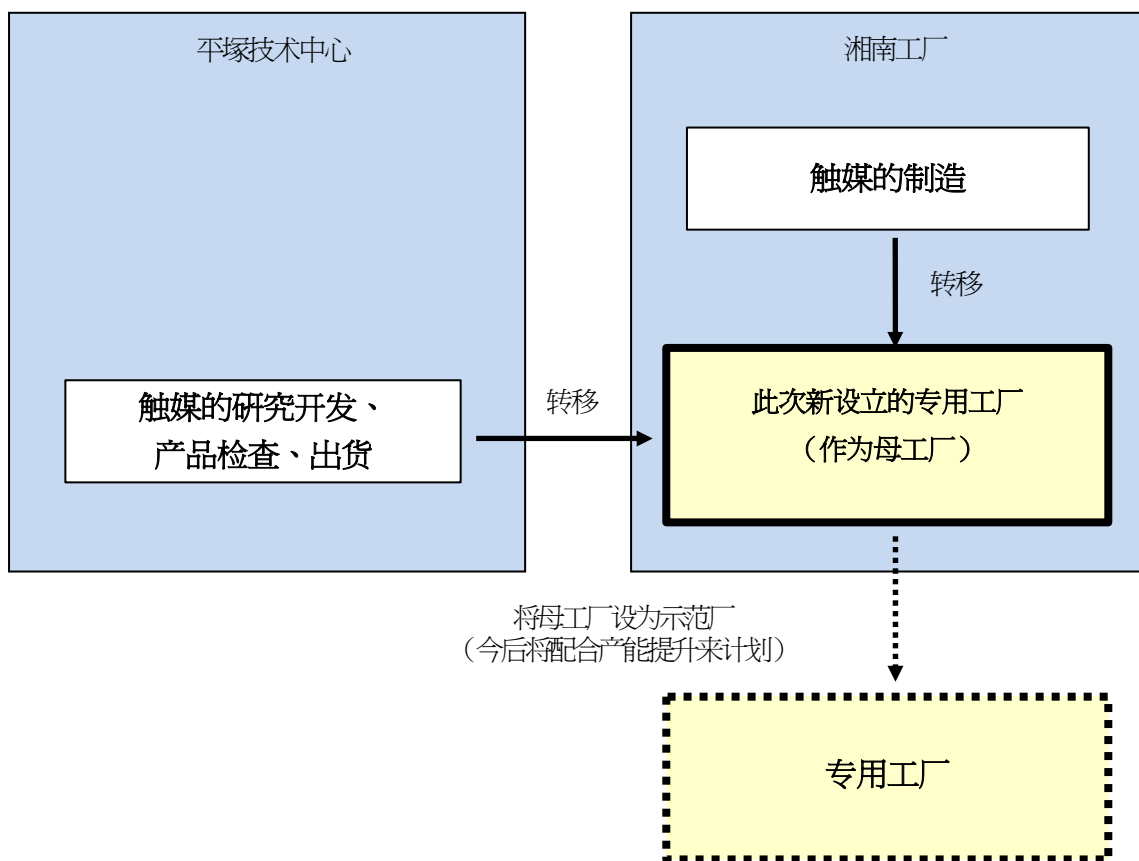 平塚技术中心
湘南工厂
触媒的制造
转移
触媒的研究开发、
产品检查、出货
转移
此次新设立的专用工厂
（作为母工厂）
将母工厂设为示范厂
（今后将配合产能提升来计划）
专用工厂